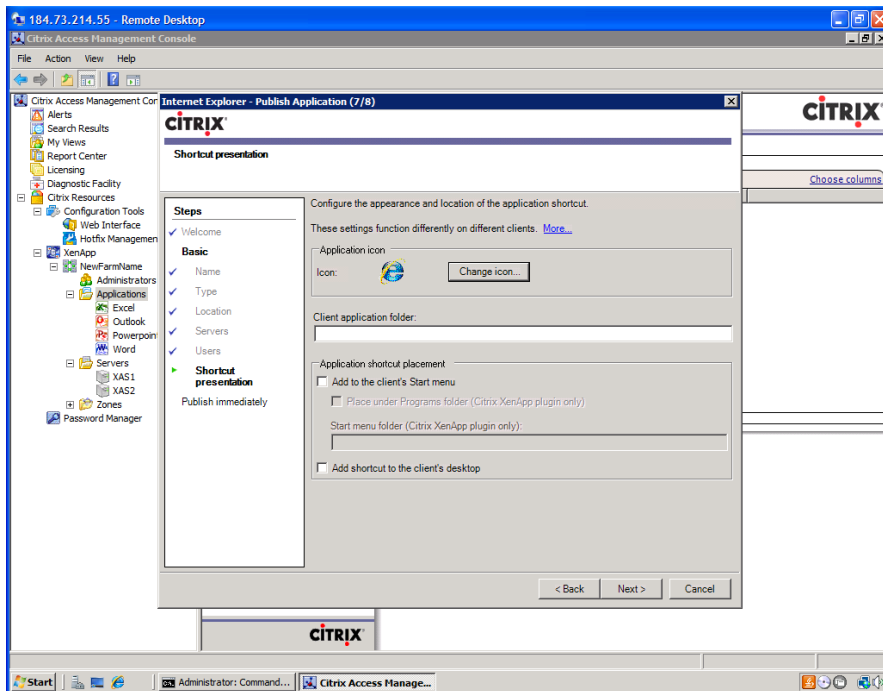 184.73.214.55 - Remote Desktop
Citrix Access Management Console
File Action View Help
Citrix Access Management Con
Alerts
Search Results
My Views
Report Center
Licensing
Diagnostic Facility
Citrix Resources
Configuration Tools
Web Interface
Hotfix Managemen
XenApp
NewFarmName
Administrators
Applications
Excel
Outlook
Powerpoin
Word
Servers
XAS1
XAS2
Zones
Password Manager
Internet Explorer - Publish Application (7/8)
CITRIX
Shortcut presentation
Steps
Welcome
Basic
Name
Type
Location
Servers
Users
Shortcut
presentation
Publish immediately
Configure the appearance and location of the application shortcut.
These settings function differently on different clients. More...
Application icon
Icon: Change icon...
Client application folder:
Application shortcut placement
Add to the client's Start menu
Place under Programs folder (Citrix XenApp plugin only)
Start menu folder (Citrix XenApp plugin only):
Add shortcut to the client's desktop
< Back Next > Cancel
CITRIX
Choose columns
CITRIX
Start Administrator: Command... Citrix Access Manage...